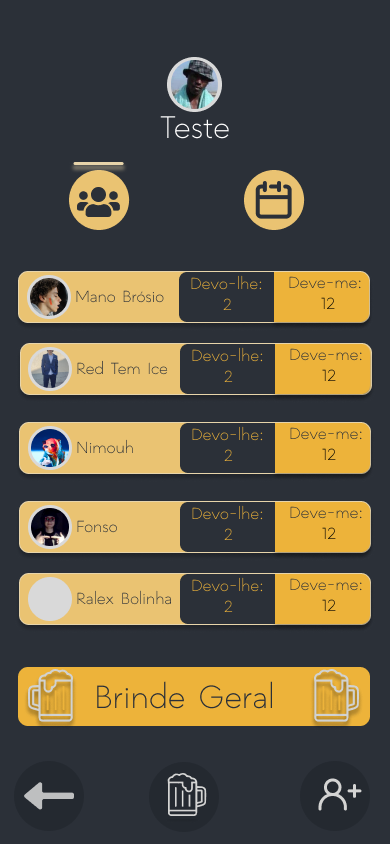 Teste
Mano Brósio
Devo-lhe:
2
Deve-me:
12
Red Tem Ice
Devo-lhe:
2
Deve-me:
12
Nimouh
Devo-lhe:
2
Deve-me:
12
Fonso
Devo-lhe:
2
Deve-me:
12
Ralex Bolinha
Devo-lhe:
2
Deve-me:
12
Brinde Geral